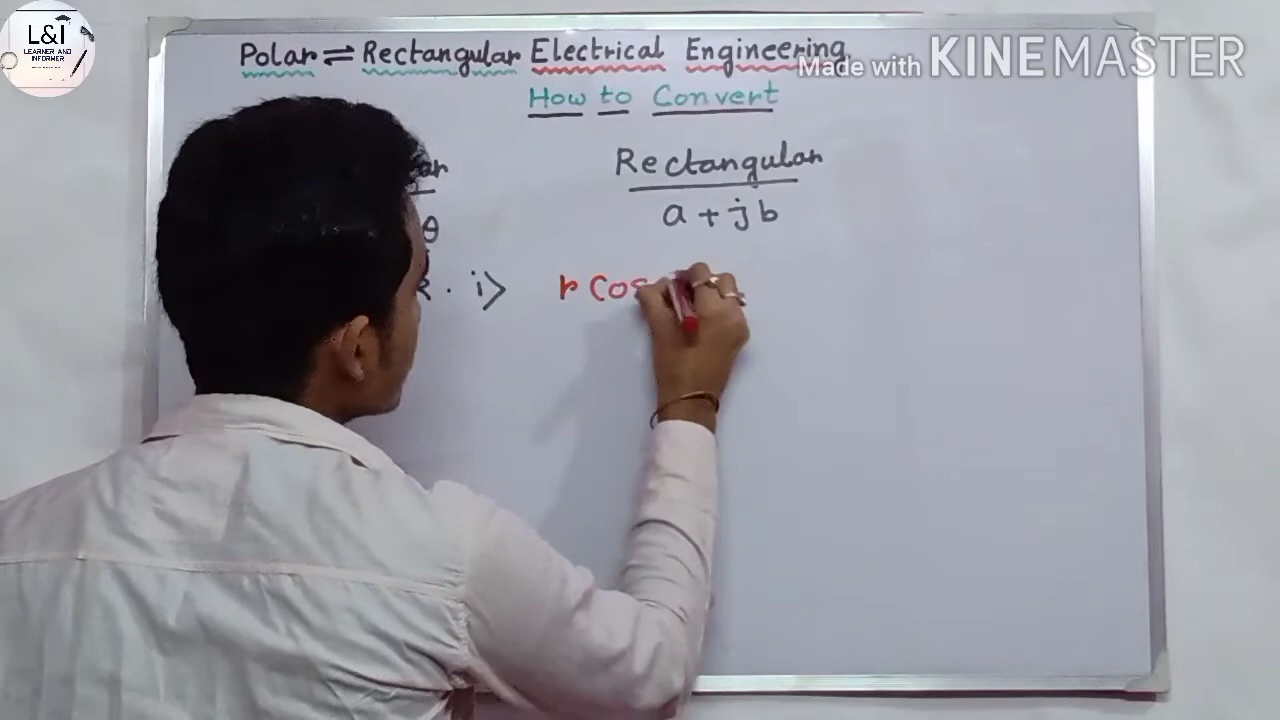 L&I
LEARNER AND
INFORMER
Polar ⇌ Rectangular Electrical Engineering
Made with KINEMASTER
How to Convert
Rectangular
θ
a + jb
. i> r Cos